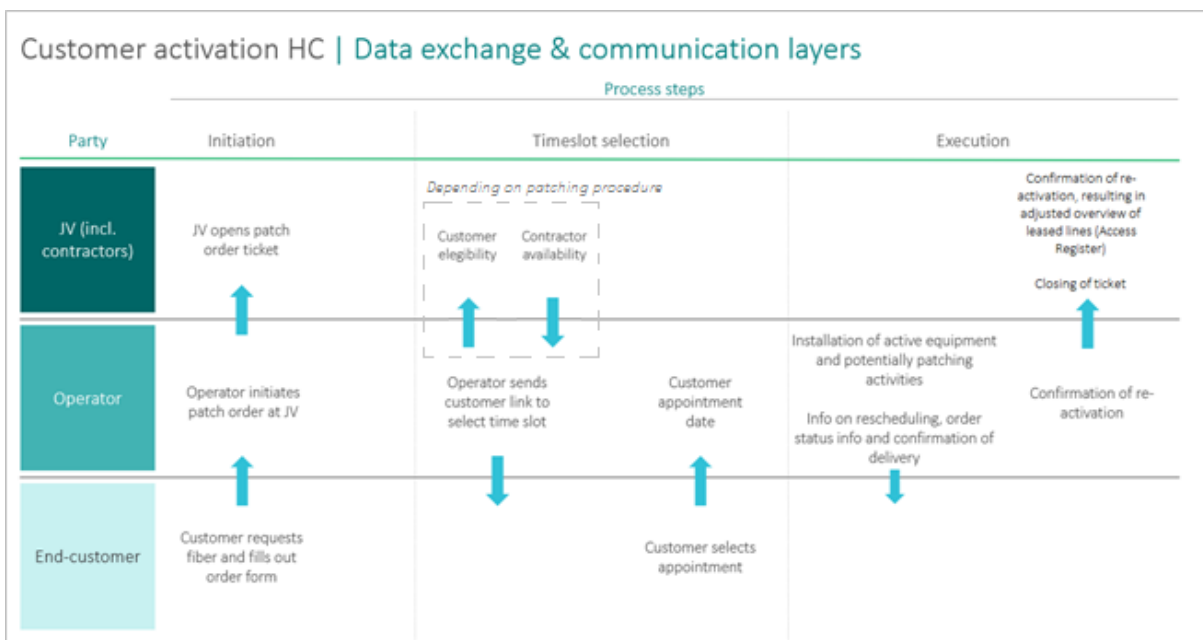 Customer activation HC | Data exchange & communication layers
Process steps
Party
Initiation
Timeslot selection
Execution
JV (incl.
contractors)
JV opens patch
order ticket
Depending on patching procedure
Customer
elegibility
Contractor
availability
Confirmation of re-
activation, resulting in
adjusted overview of
leased lines (Access
Register)
Closing of ticket
Operator
Operator initiates
patch order at JV
Operator sends
customer link to
select time slot
Customer
appointment
date
Installation of active equipment
and potentially patching
activities
Info on rescheduling, order
status info and confirmation of
delivery
Confirmation of re-
activation
End-customer
Customer requests
fiber and fills out
order form
Customer selects
appointment